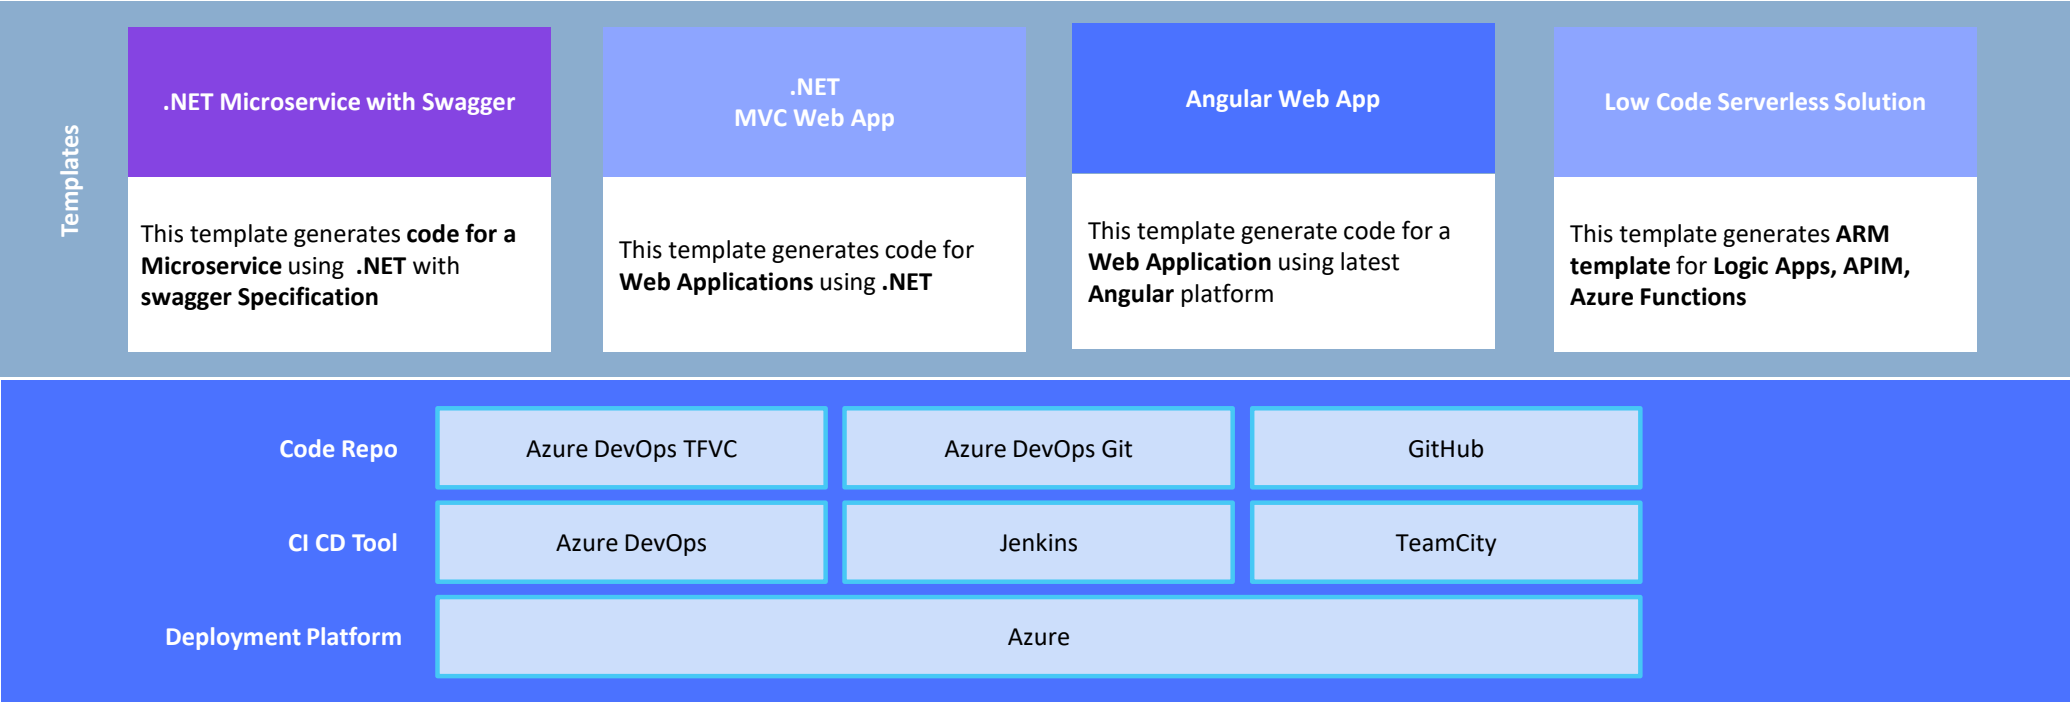 Templates
.NET Microservice with Swagger
This template generates code for a
Microservice using .NET with
swagger Specification
.NET
MVC Web App
This template generates code for
Web Applications using .NET
Angular Web App
This template generate code for a
Web Application using latest
Angular platform
Low Code Serverless Solution
This template generates ARM
template for Logic Apps, APIM,
Azure Functions
Code Repo
Azure DevOps TFVC
Azure DevOps Git
GitHub
CI CD Tool
Azure DevOps
Jenkins
TeamCity
Deployment Platform
Azure